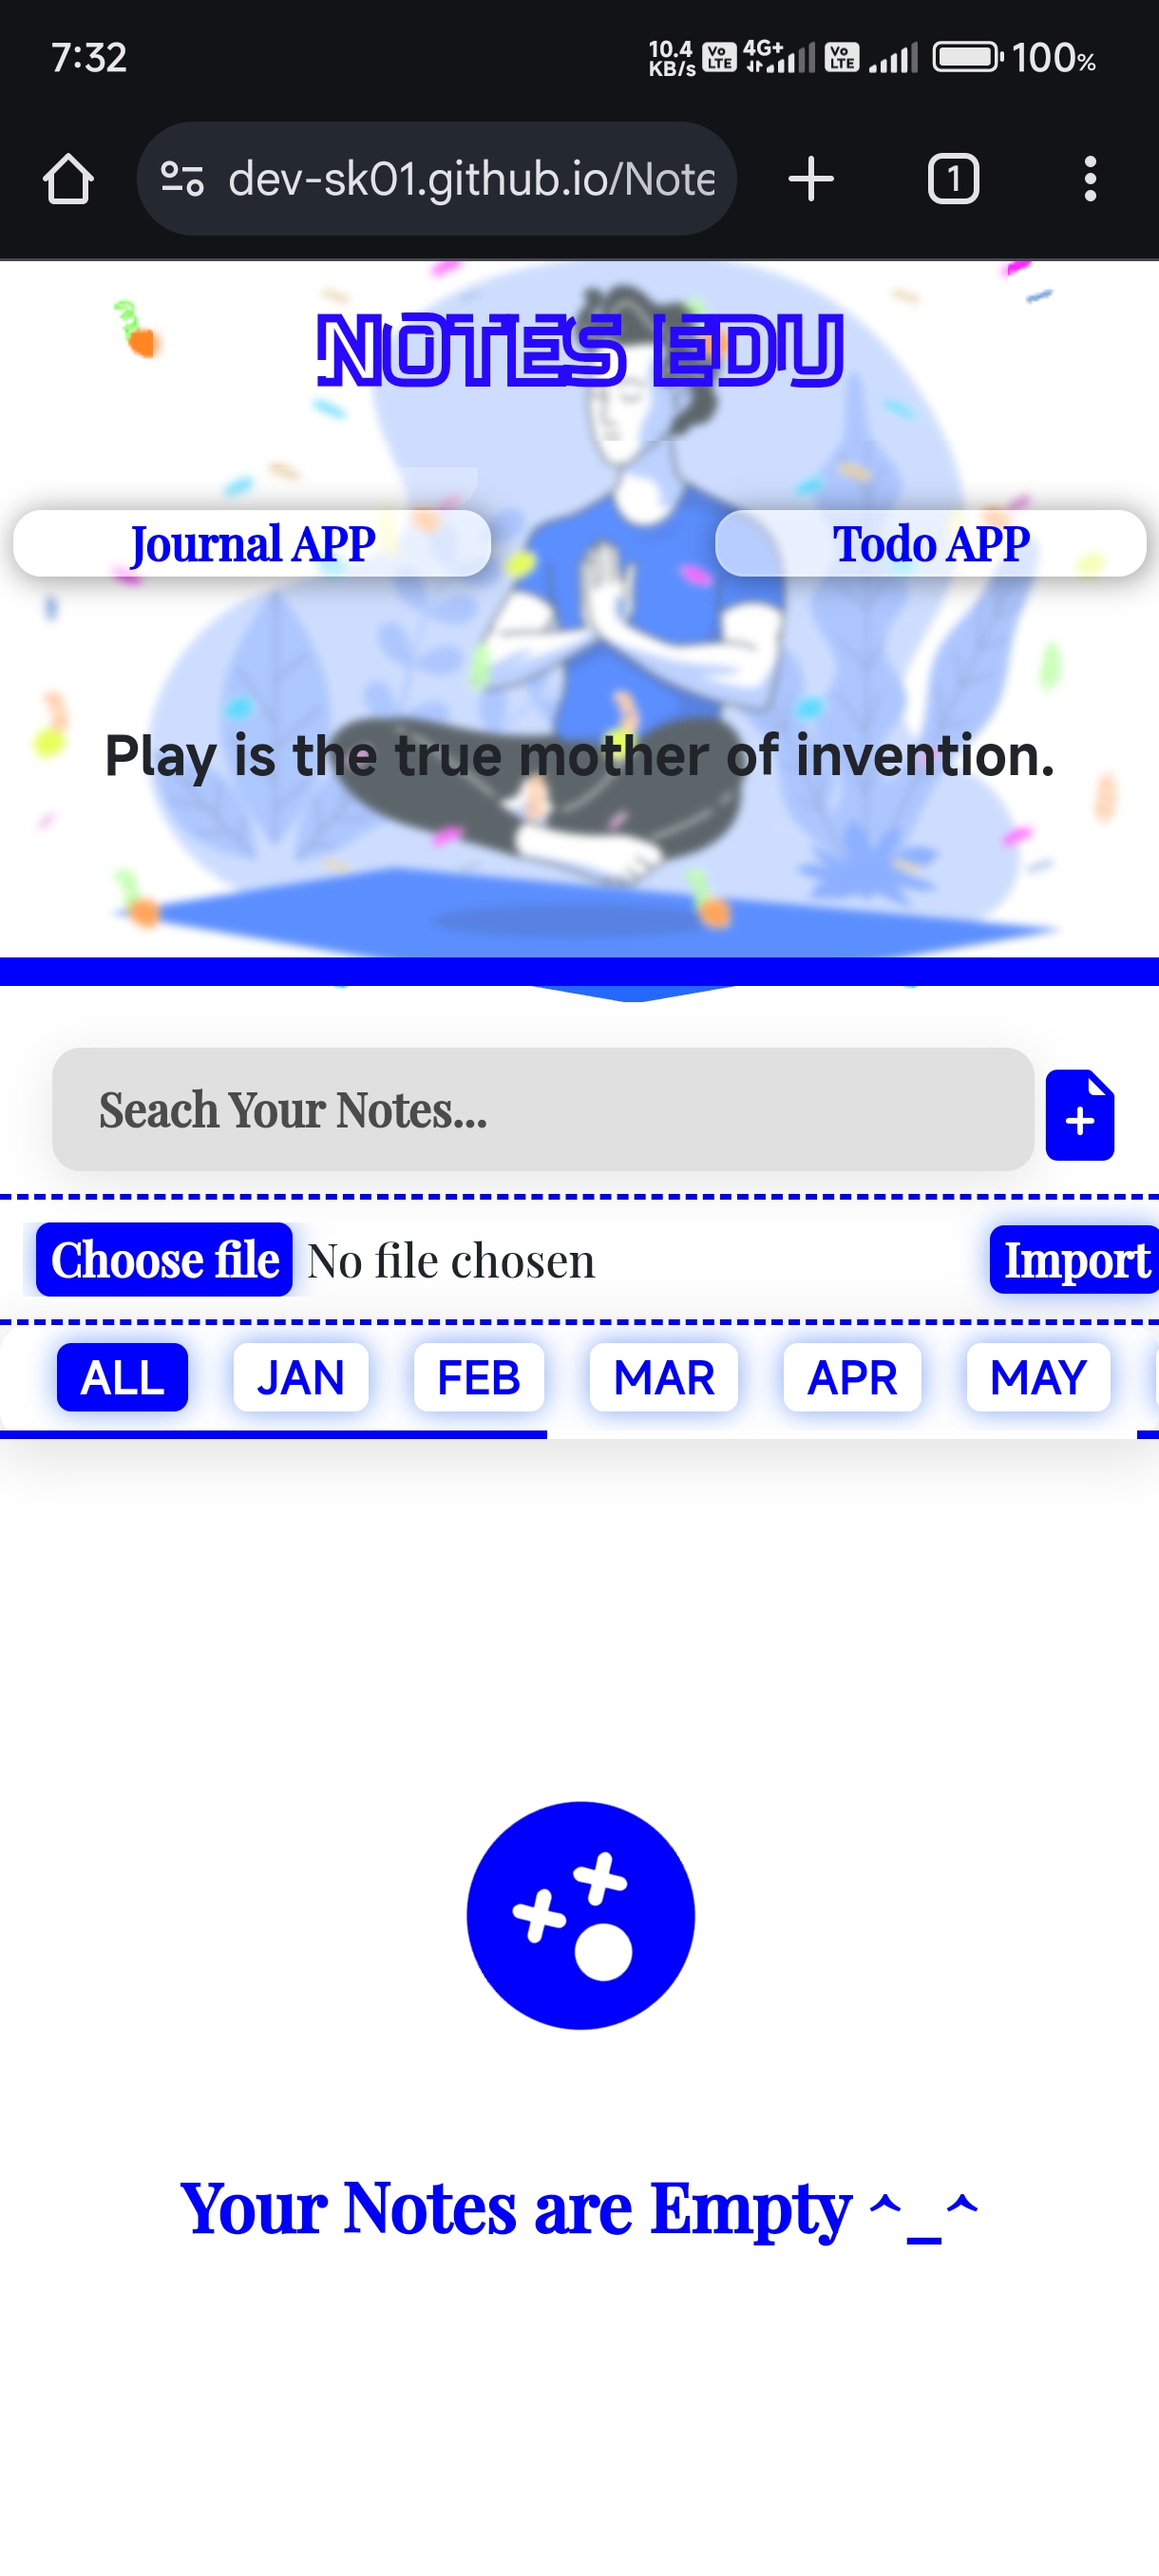 7:32 10.4 KB/s Vo LTE 4G+ Vo LTE 100%
dev-sk01.github.io/Note 1
NOTES EDU
Journal APP Todo APP
Play is the true mother of invention.
Seach Your Notes...
Choose file No file chosen Import
ALL JAN FEB MAR APR MAY
Your Notes are Empty ^_^